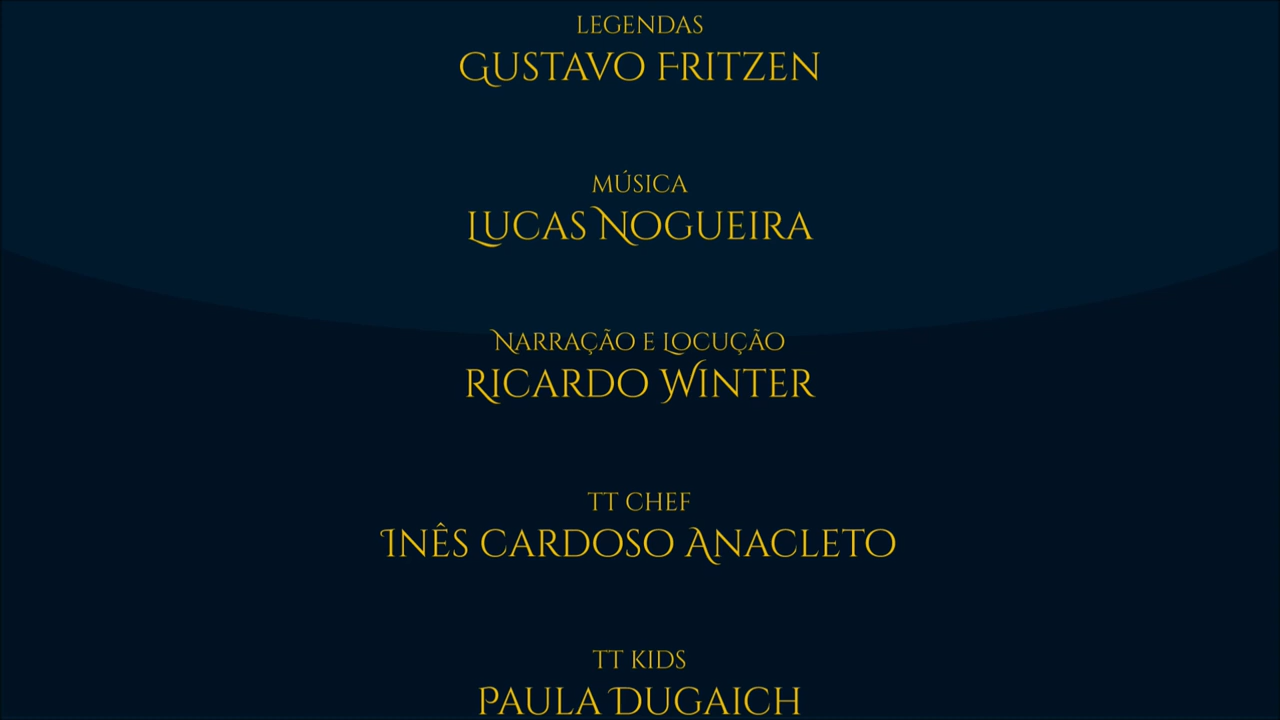 LEGENDAS
GUSTAVO FRITZEN
MÚSICA
LUCAS NOGUEIRA
NARRAÇÃO E LOCUÇÃO
RICARDO WINTER
TT CHEF
INÊS CARDOSO ANACLETO
TT KIDS
PAULA DUGAICH